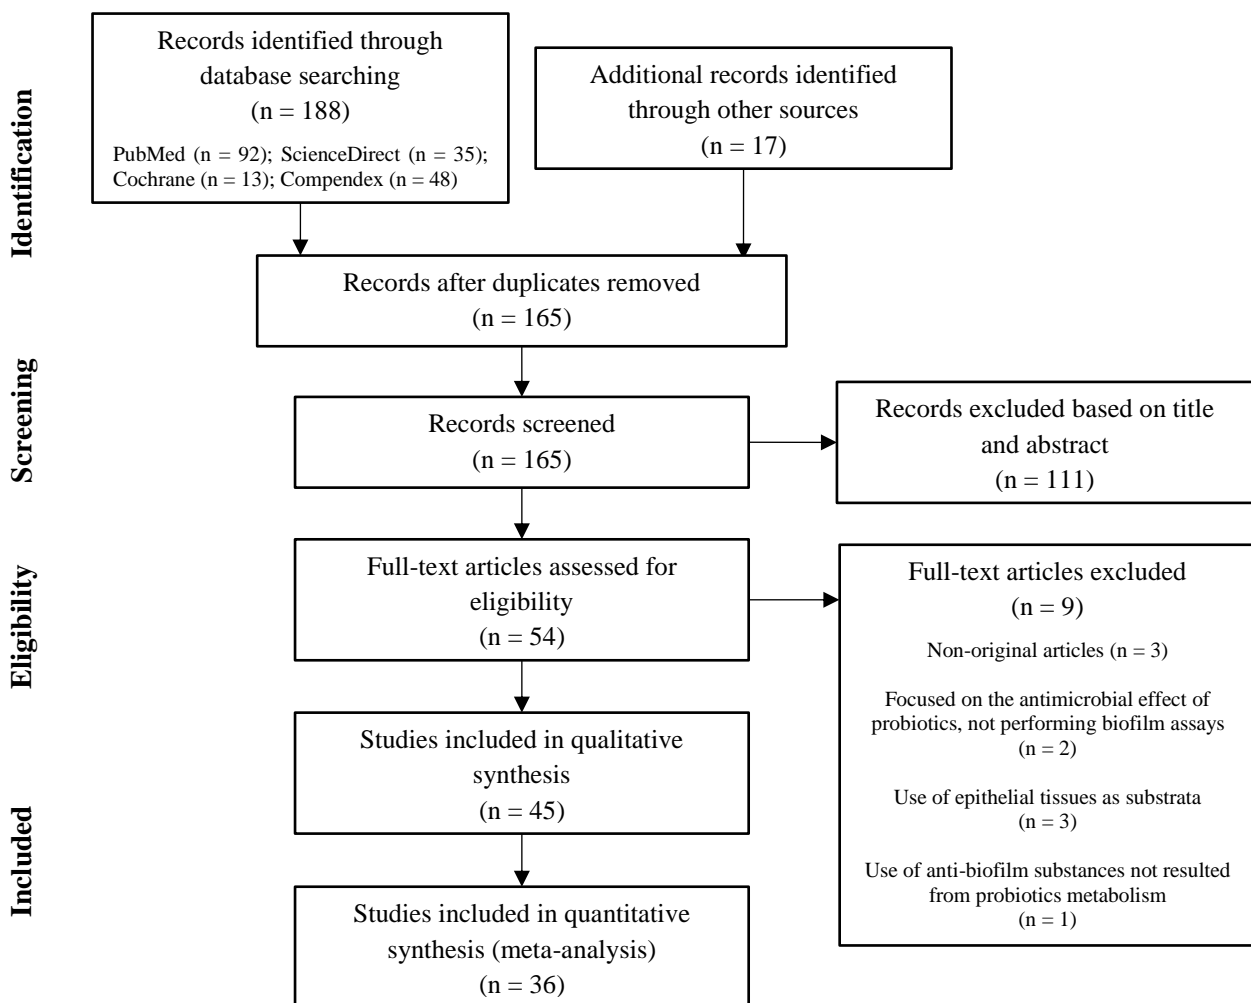 Identification
Records identified through
database searching
(n = 188)
PubMed (n = 92); ScienceDirect (n = 35);
Cochrane (n = 13); Compendex (n = 48)
Additional records identified
through other sources
(n = 17)
Records after duplicates removed
(n = 165)
Screening
Records screened
(n = 165)
Records excluded based on title
and abstract
(n = 111)
Eligibility
Full-text articles assessed for
eligibility
(n = 54)
Full-text articles excluded
(n = 9)
Non-original articles (n = 3)
Focused on the antimicrobial effect of
probiotics, not performing biofilm assays
(n = 2)
Use of epithelial tissues as substrata
(n = 3)
Use of anti-biofilm substances not resulted
from probiotics metabolism
(n = 1)
Included
Studies included in qualitative
synthesis
(n = 45)
Studies included in quantitative
synthesis (meta-analysis)
(n = 36)